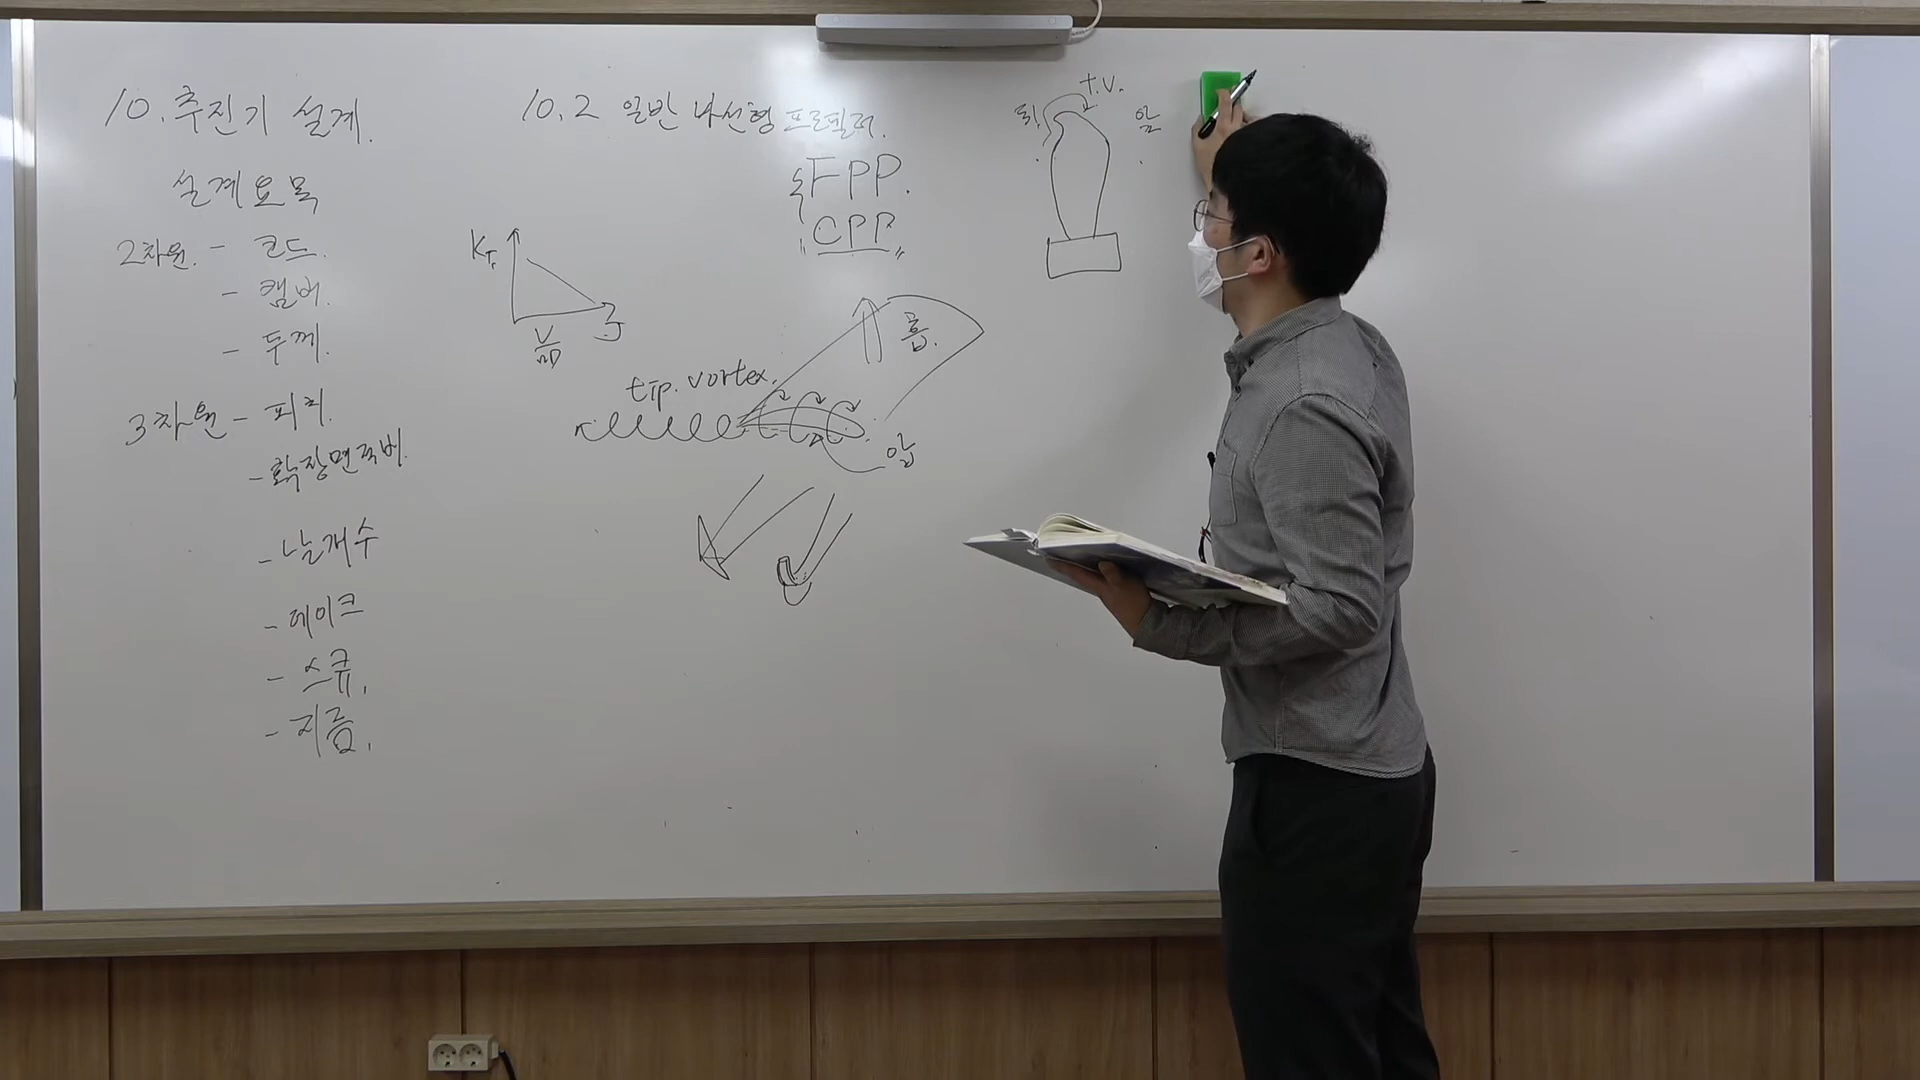 10. 추진기 설계.
설계요목
2차원. - 코드.
- 캠버.
- 두께.
3차원 - 피치.
- 확장면적비.
- 날개수
- 레이크
- 스큐.
- 지름.
10.2 일반 나선형 프로펠러.
FPP.
"CPP"
KT
J
V
nD
tip. vortex.
흡.
압
t.v.
뒤.
앞